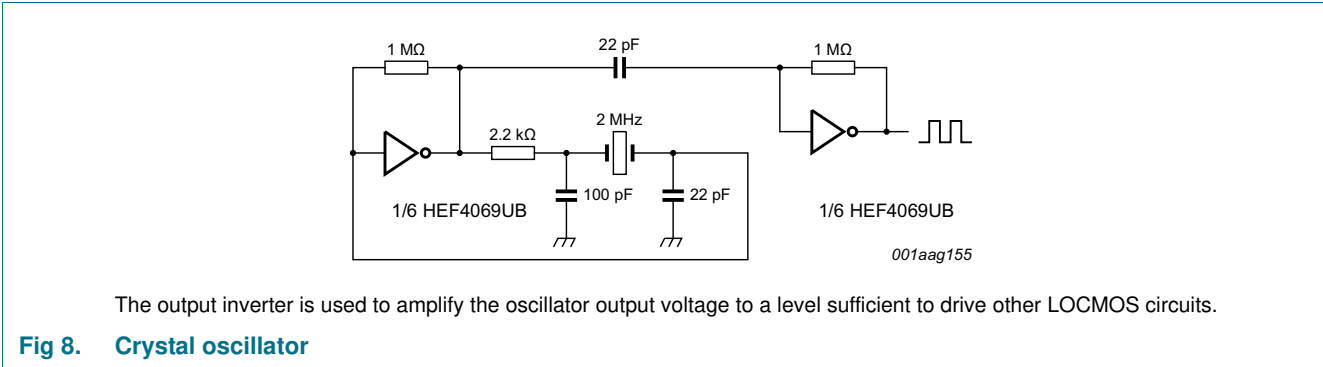 22 pF
1 MΩ
1 MΩ
2 MHz
2.2 kΩ
100 pF
22 pF
1/6 HEF4069UB
1/6 HEF4069UB
001aag155
The output inverter is used to amplify the oscillator output voltage to a level sufficient to drive other LOCMOS circuits.
Fig 8. Crystal oscillator